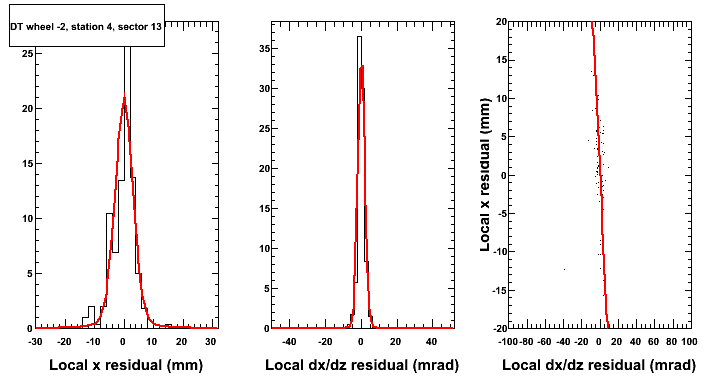 DT wheel -2, station 4, sector 13
25
20
15
10
5
0
-30 -20 -10 0 10 20 30
Local x residual (mm)
35
30
25
20
15
10
5
0
-40 -20 0 20 40
Local dx/dz residual (mrad)
Local x residual (mm)
20
15
10
5
0
-5
-10
-15
-20
-100 -80 -60 -40 -20 0 20 40 60 80 100
Local dx/dz residual (mrad)